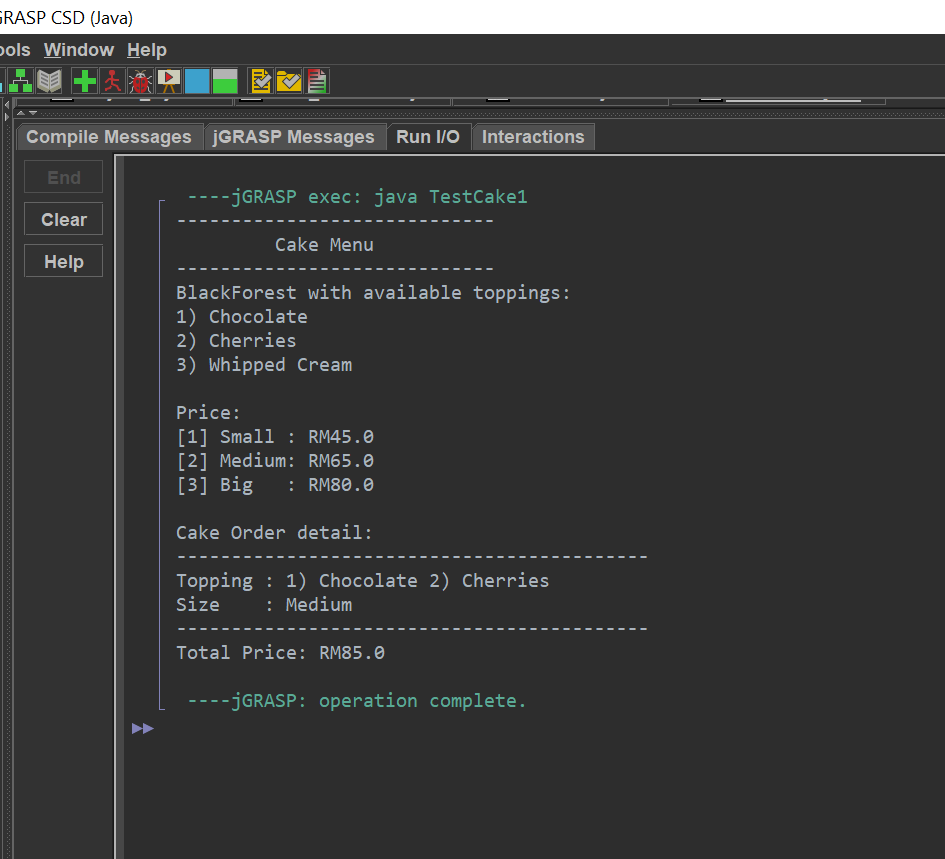 GRASP CSD (Java)
ools Window Help
Compile Messages jGRASP Messages Run I/O Interactions
End
Clear
Help
----jGRASP exec: java TestCake1
-----------------------------
Cake Menu
-----------------------------
BlackForest with available toppings:
1) Chocolate
2) Cherries
3) Whipped Cream
Price:
[1] Small : RM45.0
[2] Medium: RM65.0
[3] Big   : RM80.0
Cake Order detail:
-------------------------------------------
Topping : 1) Chocolate 2) Cherries
Size    : Medium
-------------------------------------------
Total Price: RM85.0
----jGRASP: operation complete.